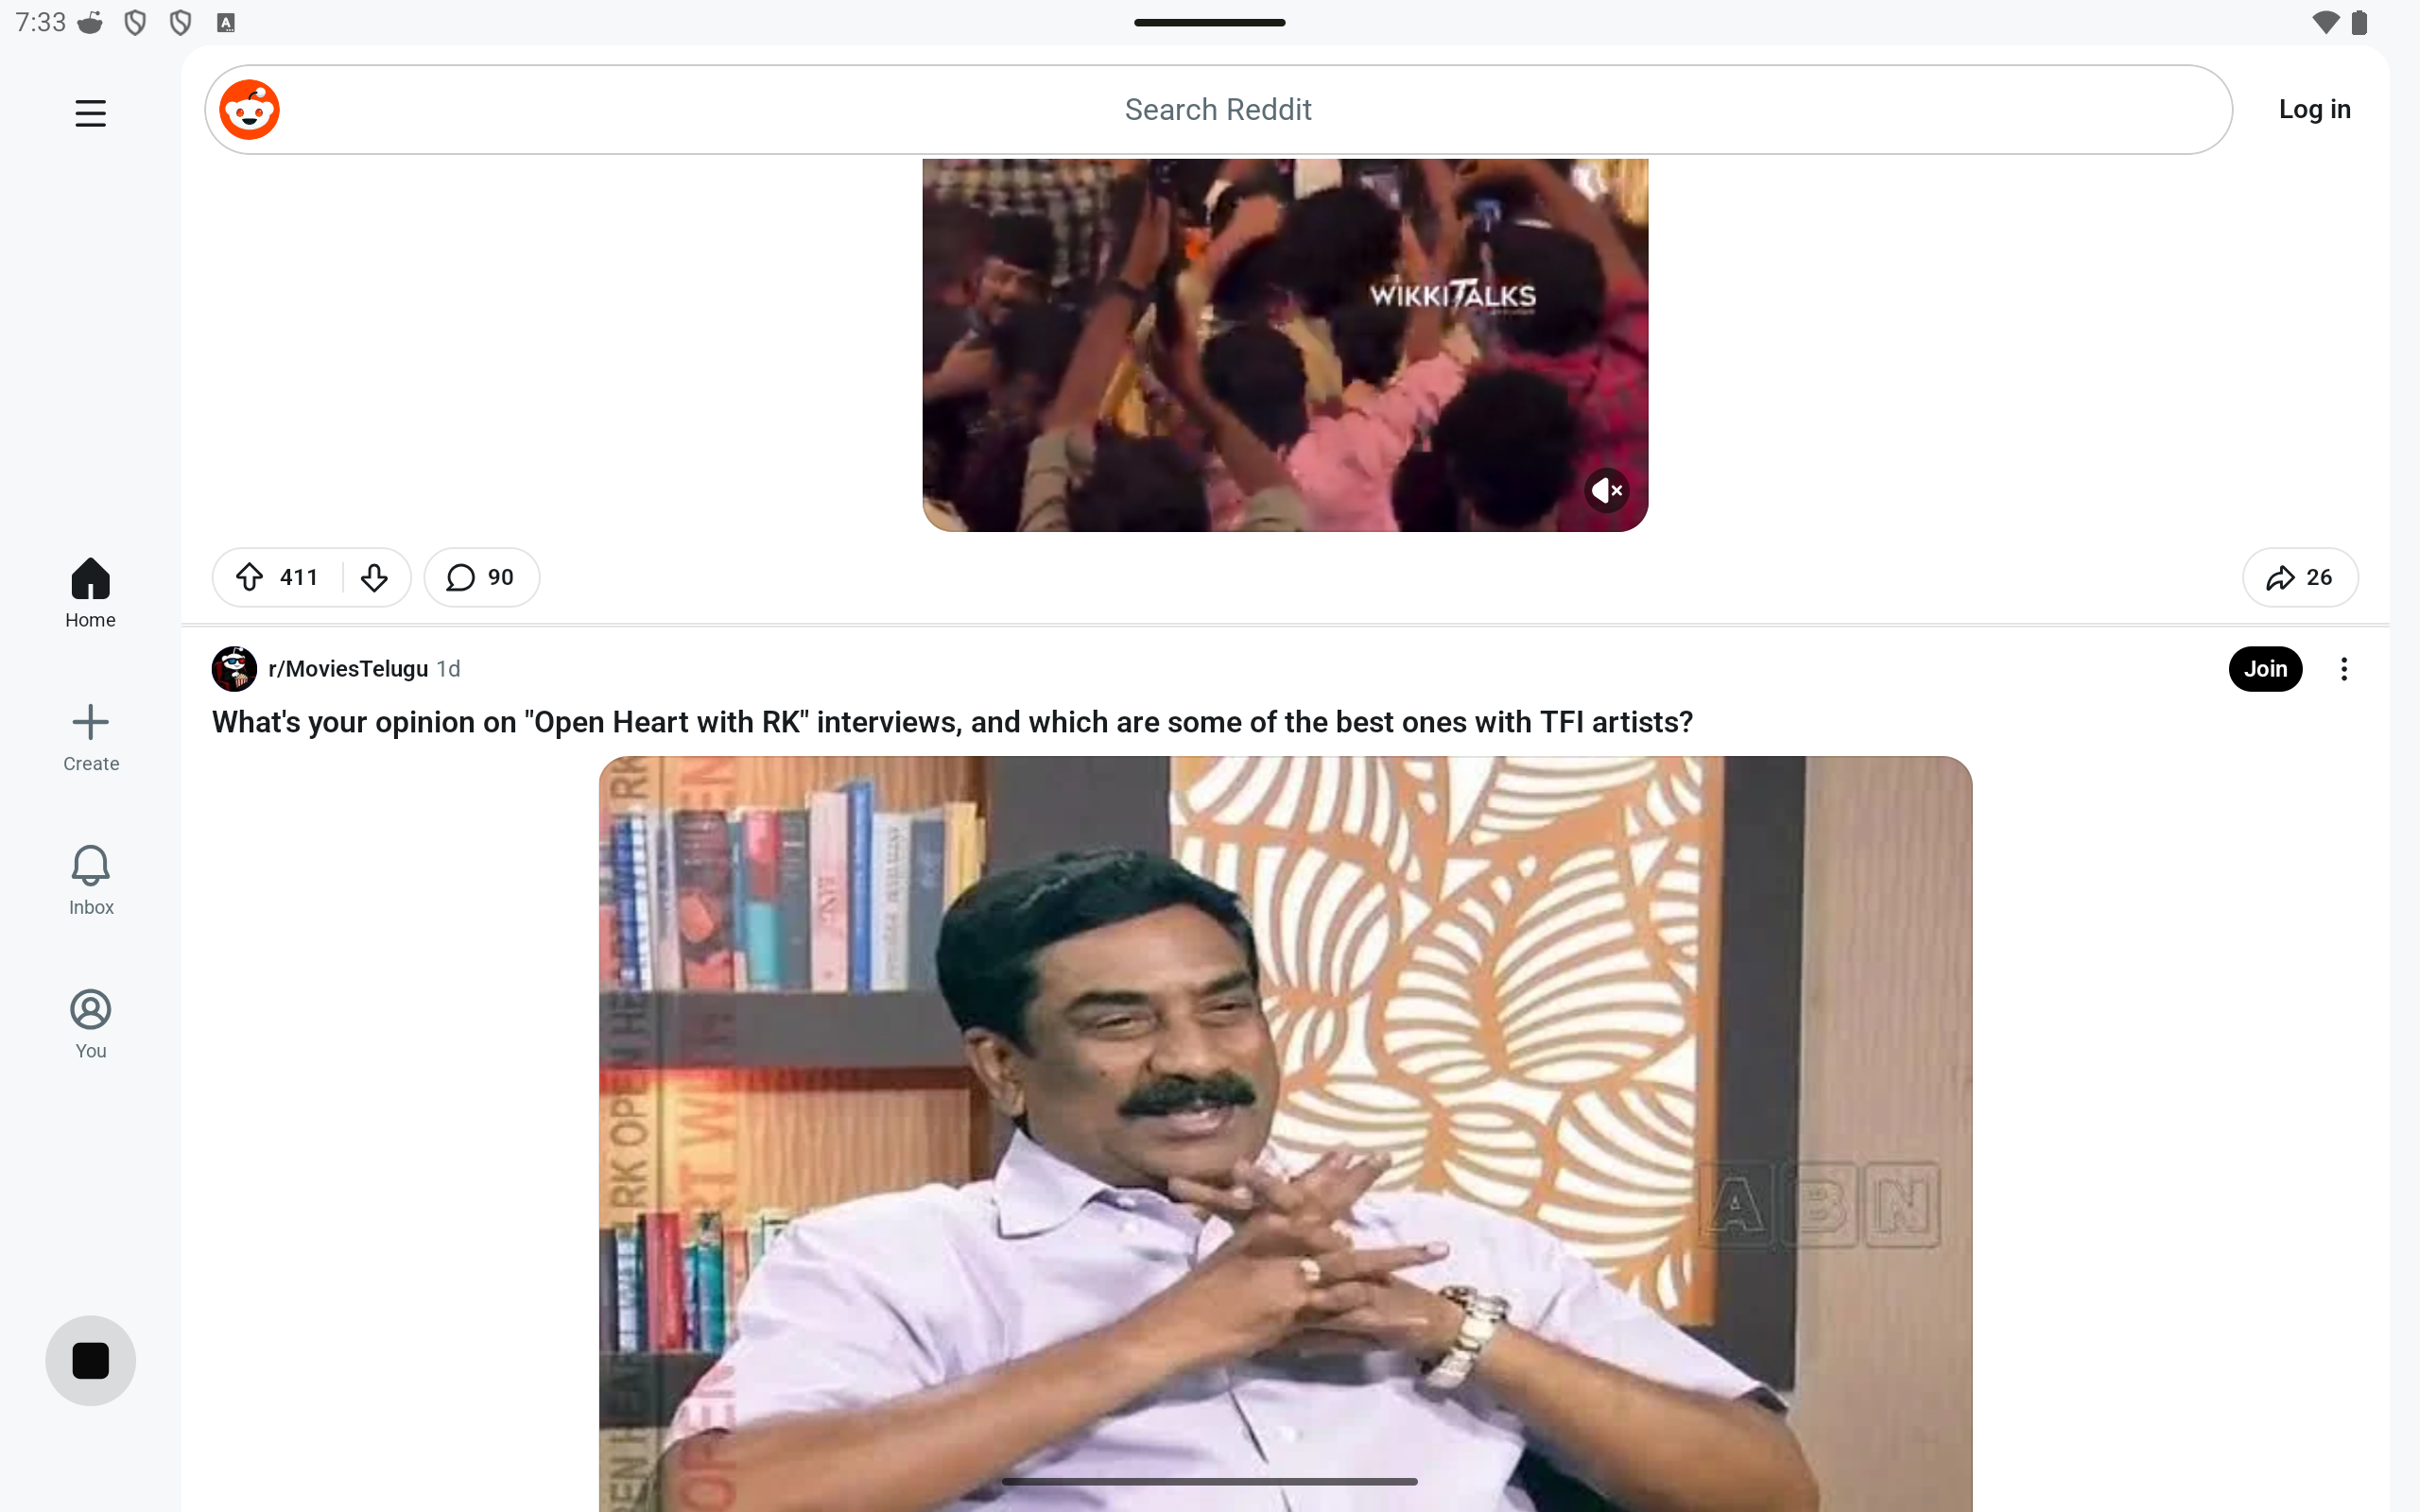 7:33
Search Reddit
Log in
WIKKITALKS
411
90
26
Home
r/MoviesTelugu 1d
Join
What's your opinion on "Open Heart with RK" interviews, and which are some of the best ones with TFI artists?
Create
Inbox
You
ABN